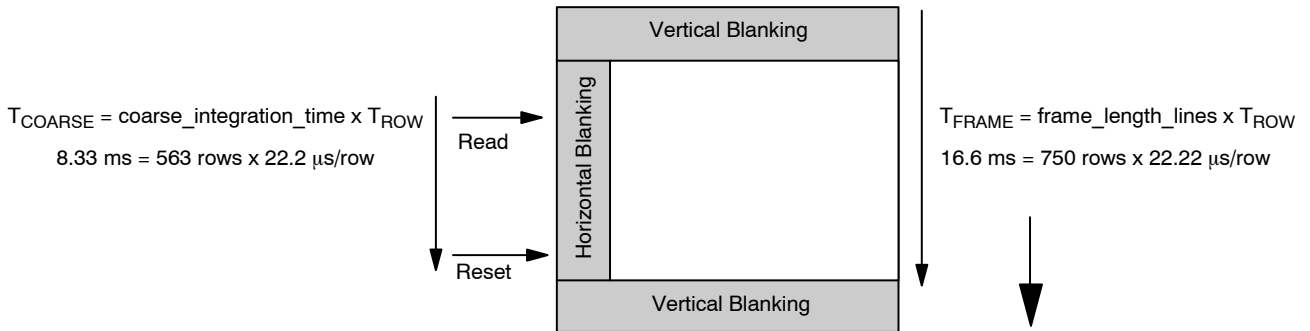 Vertical Blanking
T_COARSE = coarse_integration_time x T_ROW
8.33 ms = 563 rows x 22.2 μs/row
Read
Reset
Horizontal Blanking
T_FRAME = frame_length_lines x T_ROW
16.6 ms = 750 rows x 22.22 μs/row
Vertical Blanking